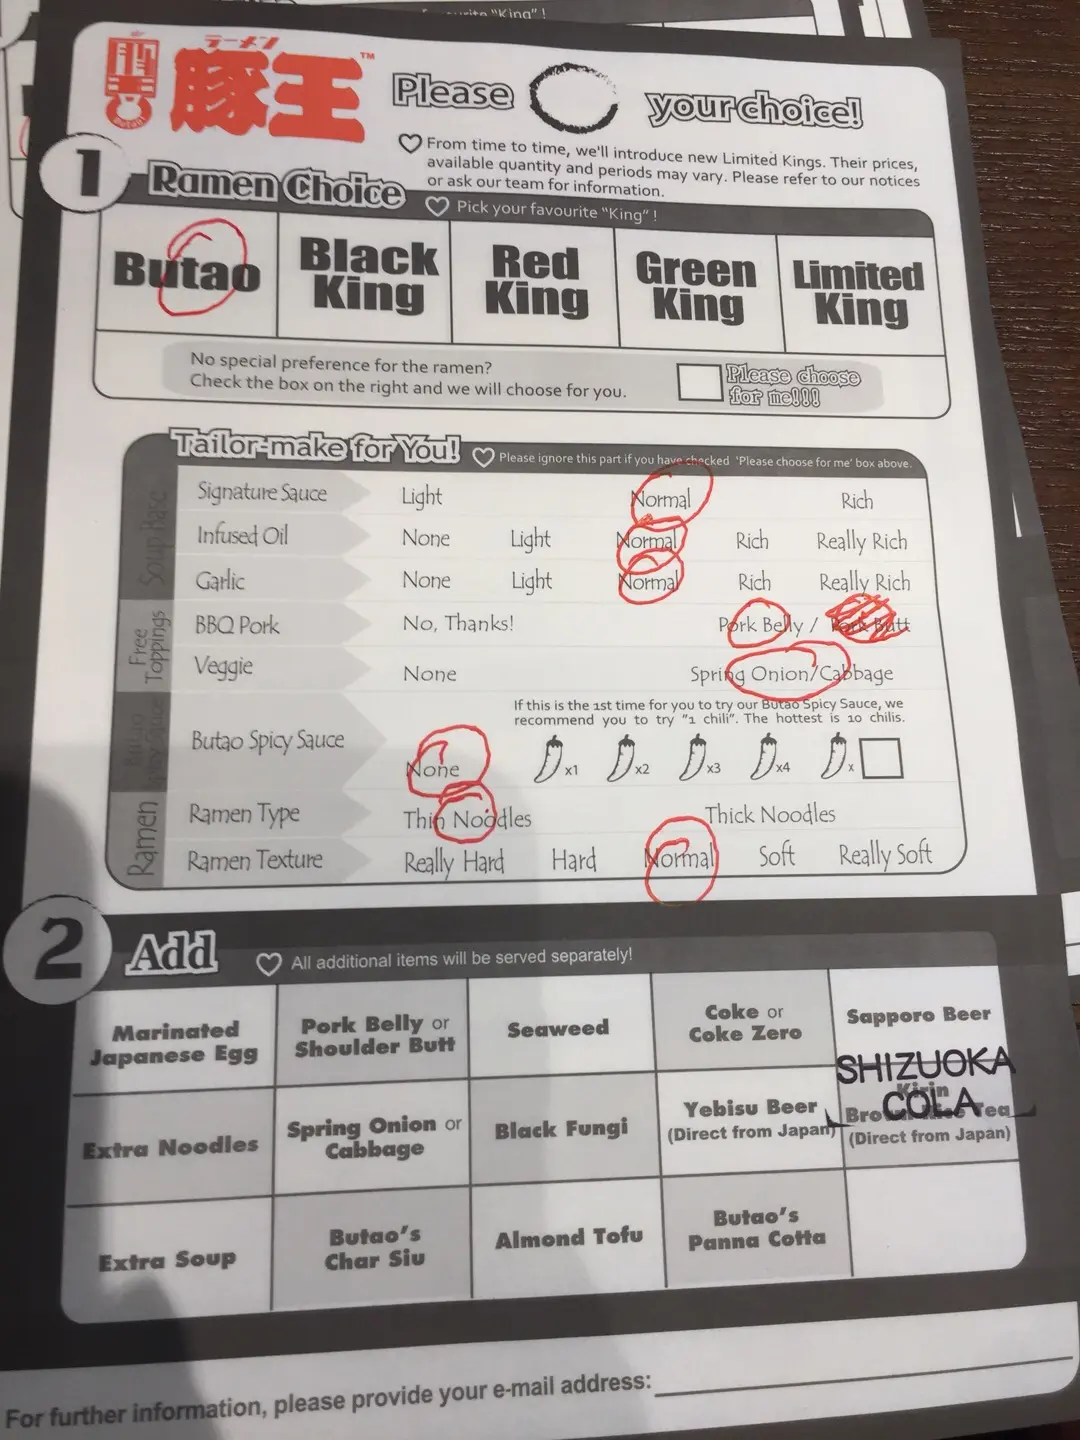 ourite "King" !
ラーメン
豚王™
Butao
Please your choice!
♡ From time to time, we'll introduce new Limited Kings. Their prices,
available quantity and periods may vary. Please refer to our notices
or ask our team for information.
1 Ramen Choice ♡ Pick your favourite "King" !
Butao Black King Red King Green King Limited King
No special preference for the ramen?
Check the box on the right and we will choose for you.
Please choose
for me!!!!
Tailor-make for You! ♡ Please ignore this part if you have checked 'Please choose for me' box above.
Soup Base
Signature Sauce Light Normal Rich
Infused Oil None Light Normal Rich Really Rich
Garlic None Light Normal Rich Really Rich
Free Toppings
BBQ Pork No, Thanks! Pork Belly / Pork Butt
Veggie None Spring Onion/Cabbage
Butao Spicy Sauce
If this is the 1st time for you to try our Butao Spicy Sauce, we
recommend you to try "1 chili". The hottest is 10 chilis.
Butao Spicy Sauce None x1 x2 x3 x4 x
Ramen
Ramen Type Thin Noodles Thick Noodles
Ramen Texture Really Hard Hard Normal Soft Really Soft
2 Add ♡ All additional items will be served separately!
Marinated
Japanese Egg
Pork Belly or
Shoulder Butt
Seaweed
Coke or
Coke Zero
Sapporo Beer
Extra Noodles
Spring Onion or
Cabbage
Black Fungi
Yebisu Beer
(Direct from Japan)
SHIZUOKA
COLA
Kirin
Tea
(Direct from Japan)
Extra Soup
Butao's
Char Siu
Almond Tofu
Butao's
Panna Cotta
For further information, please provide your e-mail address: